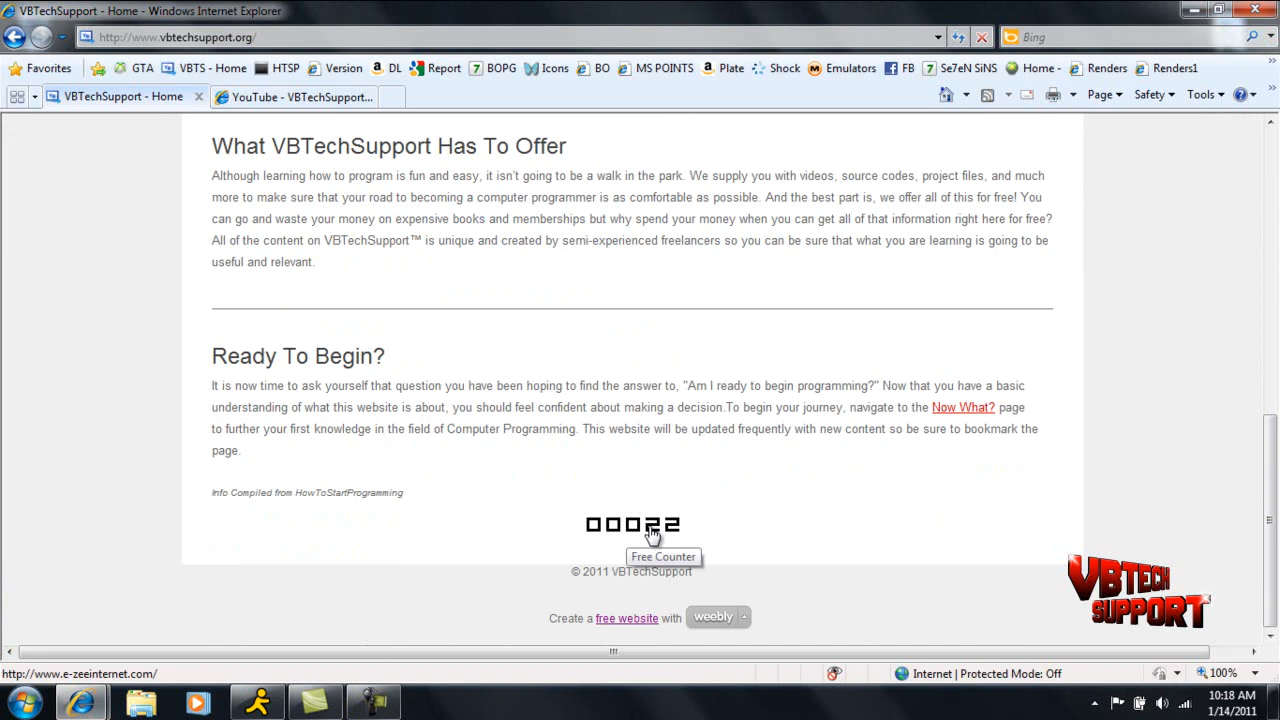 VBTechSupport - Home - Windows Internet Explorer
http://www.vbtechsupport.org/
Bing
Favorites GTA VBTS - Home HTSP Version DL Report BOPG Icons BO MS POINTS Plate Shock Emulators FB Se7eN SiNS Home - Renders Renders1
VBTechSupport - Home YouTube - VBTechSupport... Page Safety Tools
What VBTechSupport Has To Offer
Although learning how to program is fun and easy, it isn't going to be a walk in the park. We supply you with videos, source codes, project files, and much
more to make sure that your road to becoming a computer programmer is as comfortable as possible. And the best part is, we offer all of this for free! You
can go and waste your money on expensive books and memberships but why spend your money when you can get all of that information right here for free?
All of the content on VBTechSupport™ is unique and created by semi-experienced freelancers so you can be sure that what you are learning is going to be
useful and relevant.
Ready To Begin?
It is now time to ask yourself that question you have been hoping to find the answer to, "Am I ready to begin programming?" Now that you have a basic
understanding of what this website is about, you should feel confident about making a decision.To begin your journey, navigate to the Now What? page
to further your first knowledge in the field of Computer Programming. This website will be updated frequently with new content so be sure to bookmark the
page.
Info Compiled from HowToStartProgramming
00022
Free Counter
© 2011 VBTechSupport
VBTECH
SUPPORT
Create a free website with weebly
http://www.e-zeeinternet.com/ Internet | Protected Mode: Off 100%
10:18 AM
1/14/2011